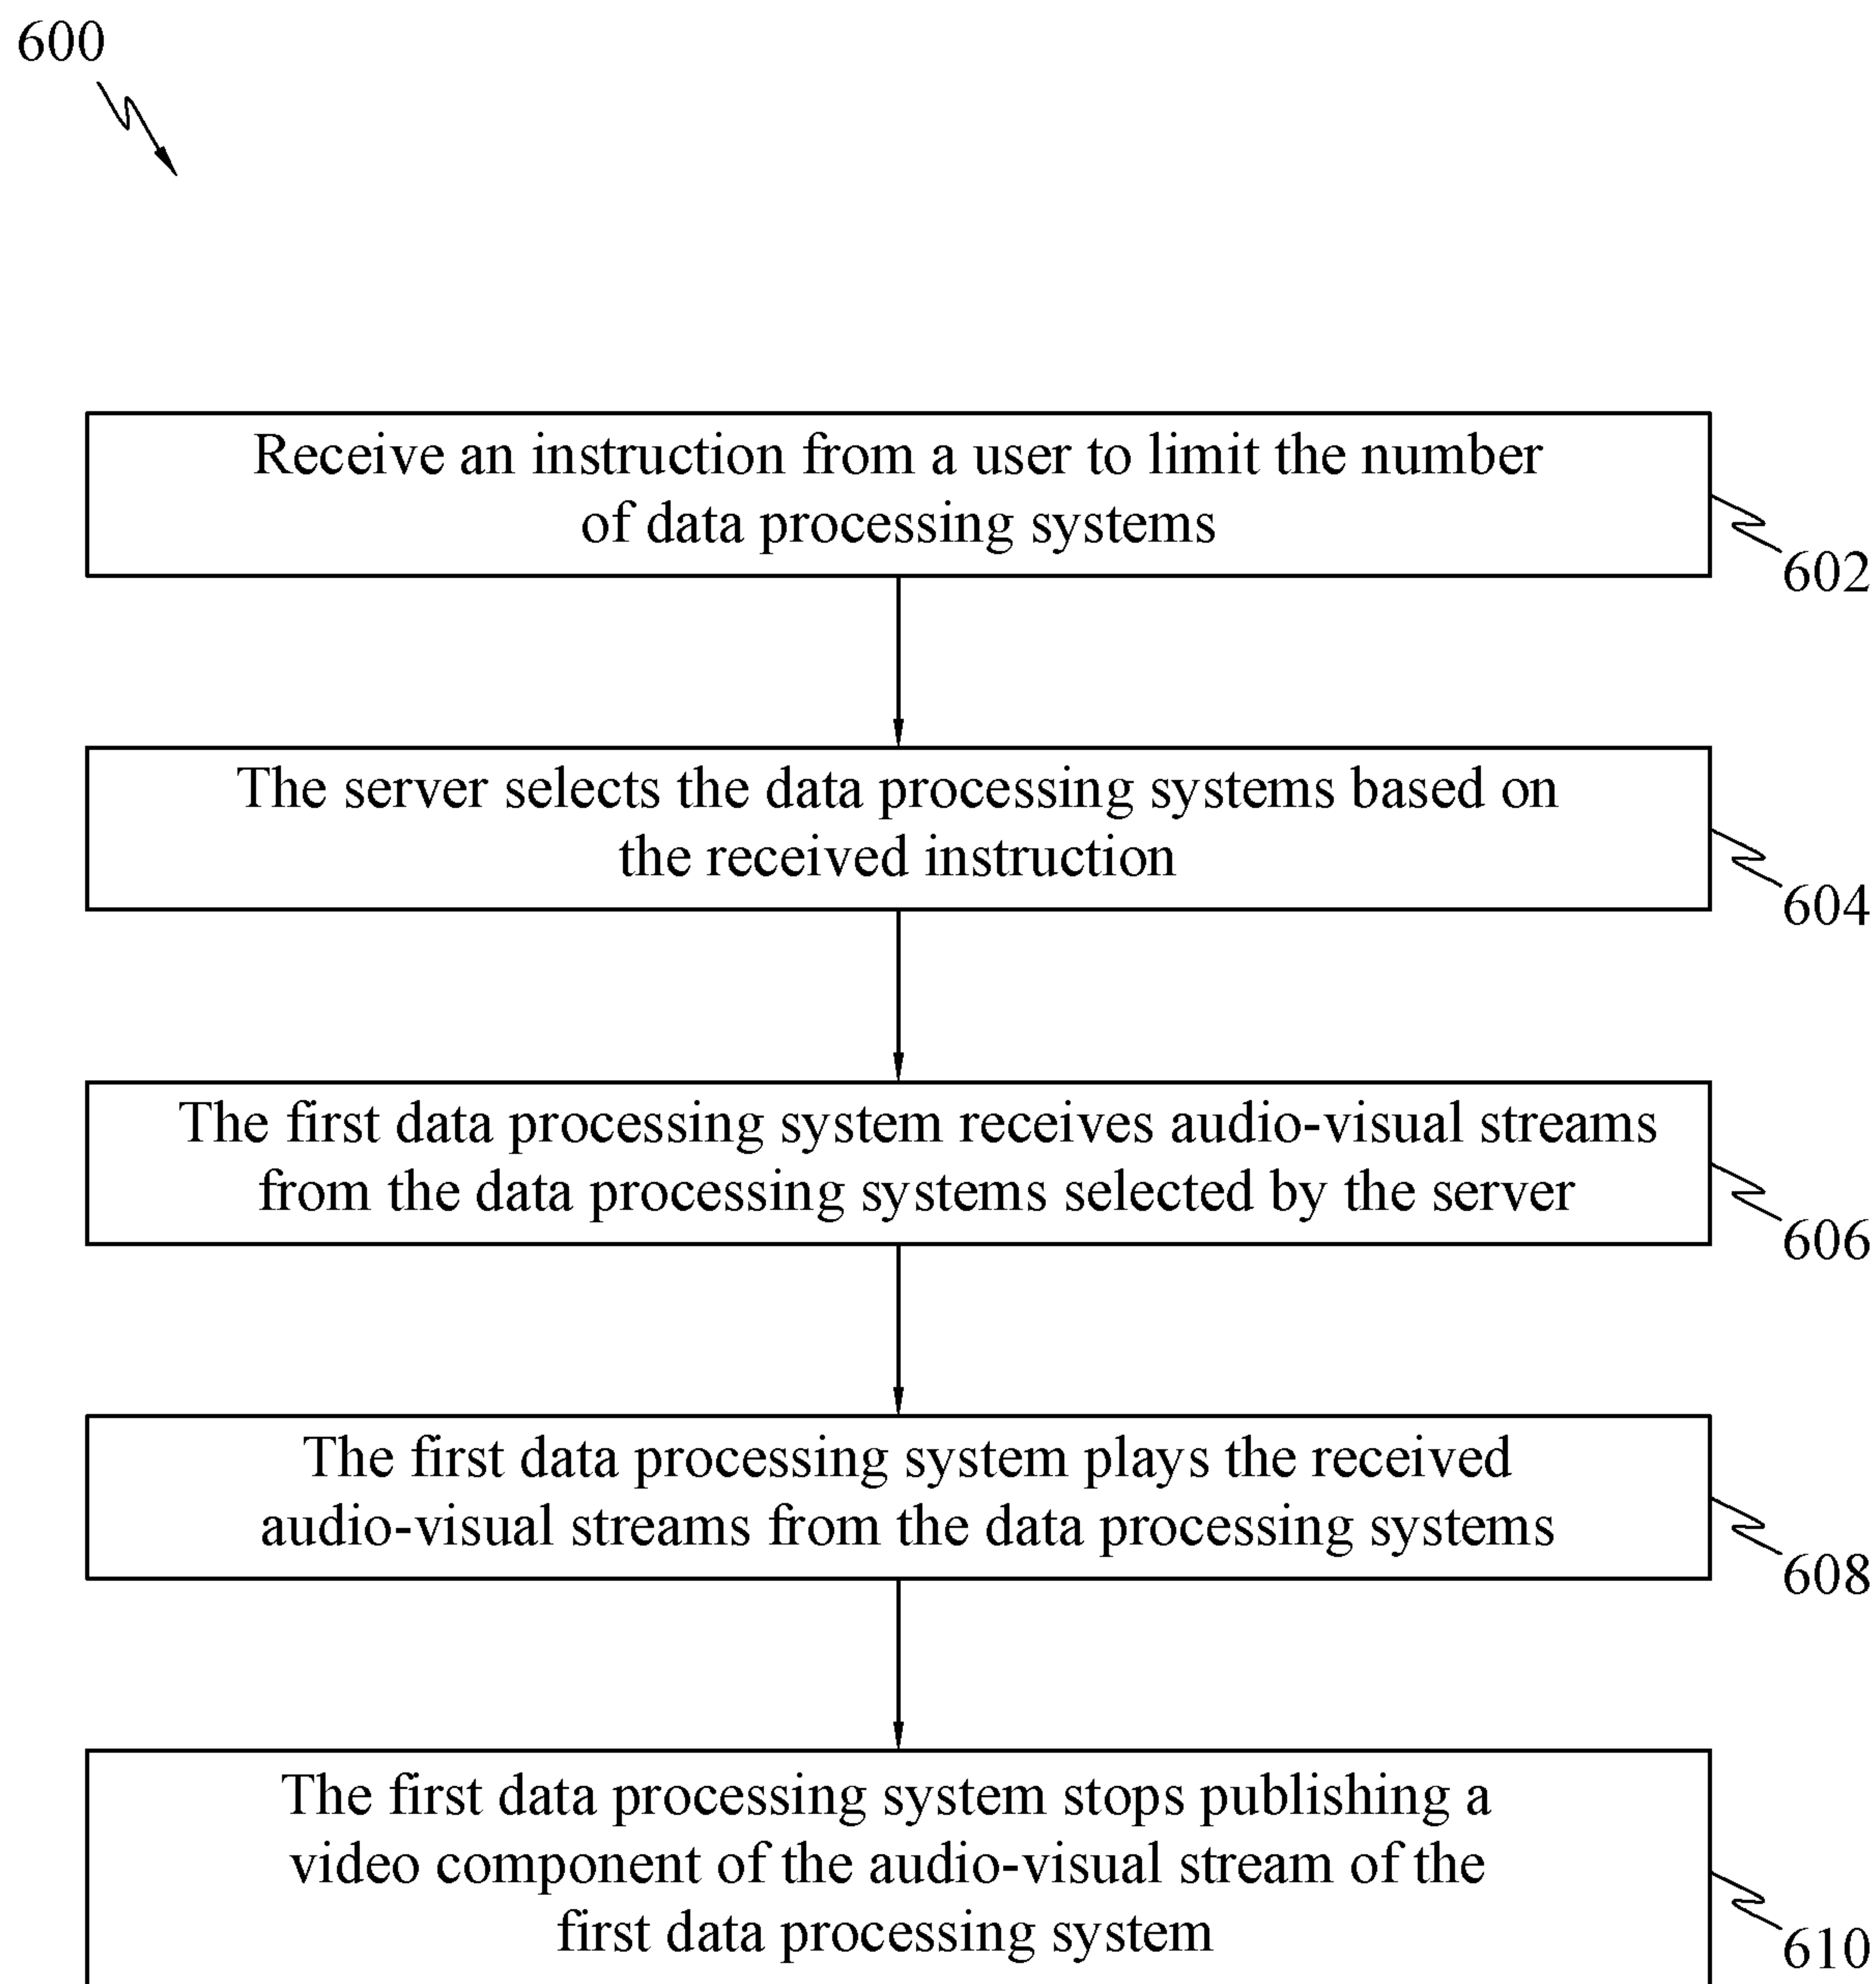 600
Receive an instruction from a user to limit the number
of data processing systems
602
The server selects the data processing systems based on
the received instruction
604
The first data processing system receives audio-visual streams
from the data processing systems selected by the server
606
The first data processing system plays the received
audio-visual streams from the data processing systems
608
The first data processing system stops publishing a
video component of the audio-visual stream of the
first data processing system
610